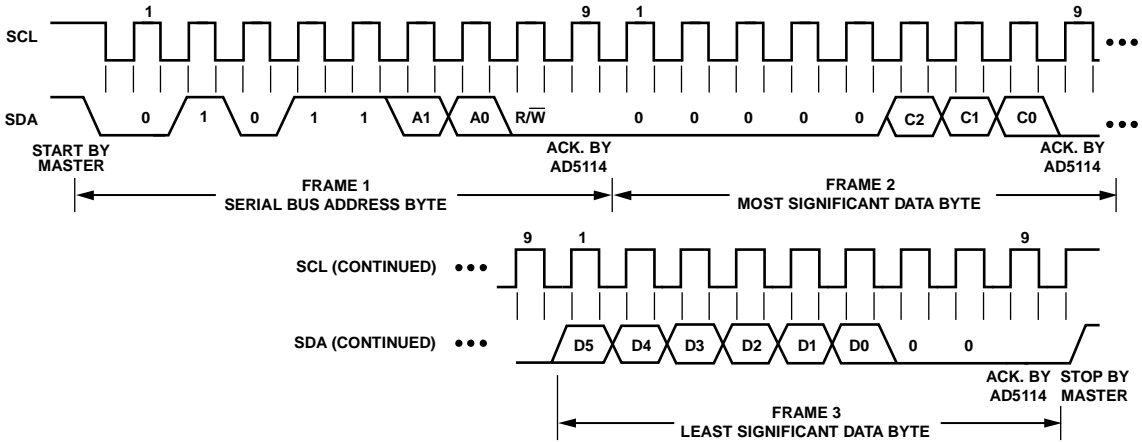 1 9 1 9
SCL
SDA 0 1 0 1 1 A1 A0 R/W̅ 0 0 0 0 0 C2 C1 C0
START BY
MASTER
ACK. BY
AD5114
ACK. BY
AD5114
FRAME 1
SERIAL BUS ADDRESS BYTE
FRAME 2
MOST SIGNIFICANT DATA BYTE
9 1 9
SCL (CONTINUED)
SDA (CONTINUED) D5 D4 D3 D2 D1 D0 0 0
ACK. BY
AD5114
STOP BY
MASTER
FRAME 3
LEAST SIGNIFICANT DATA BYTE